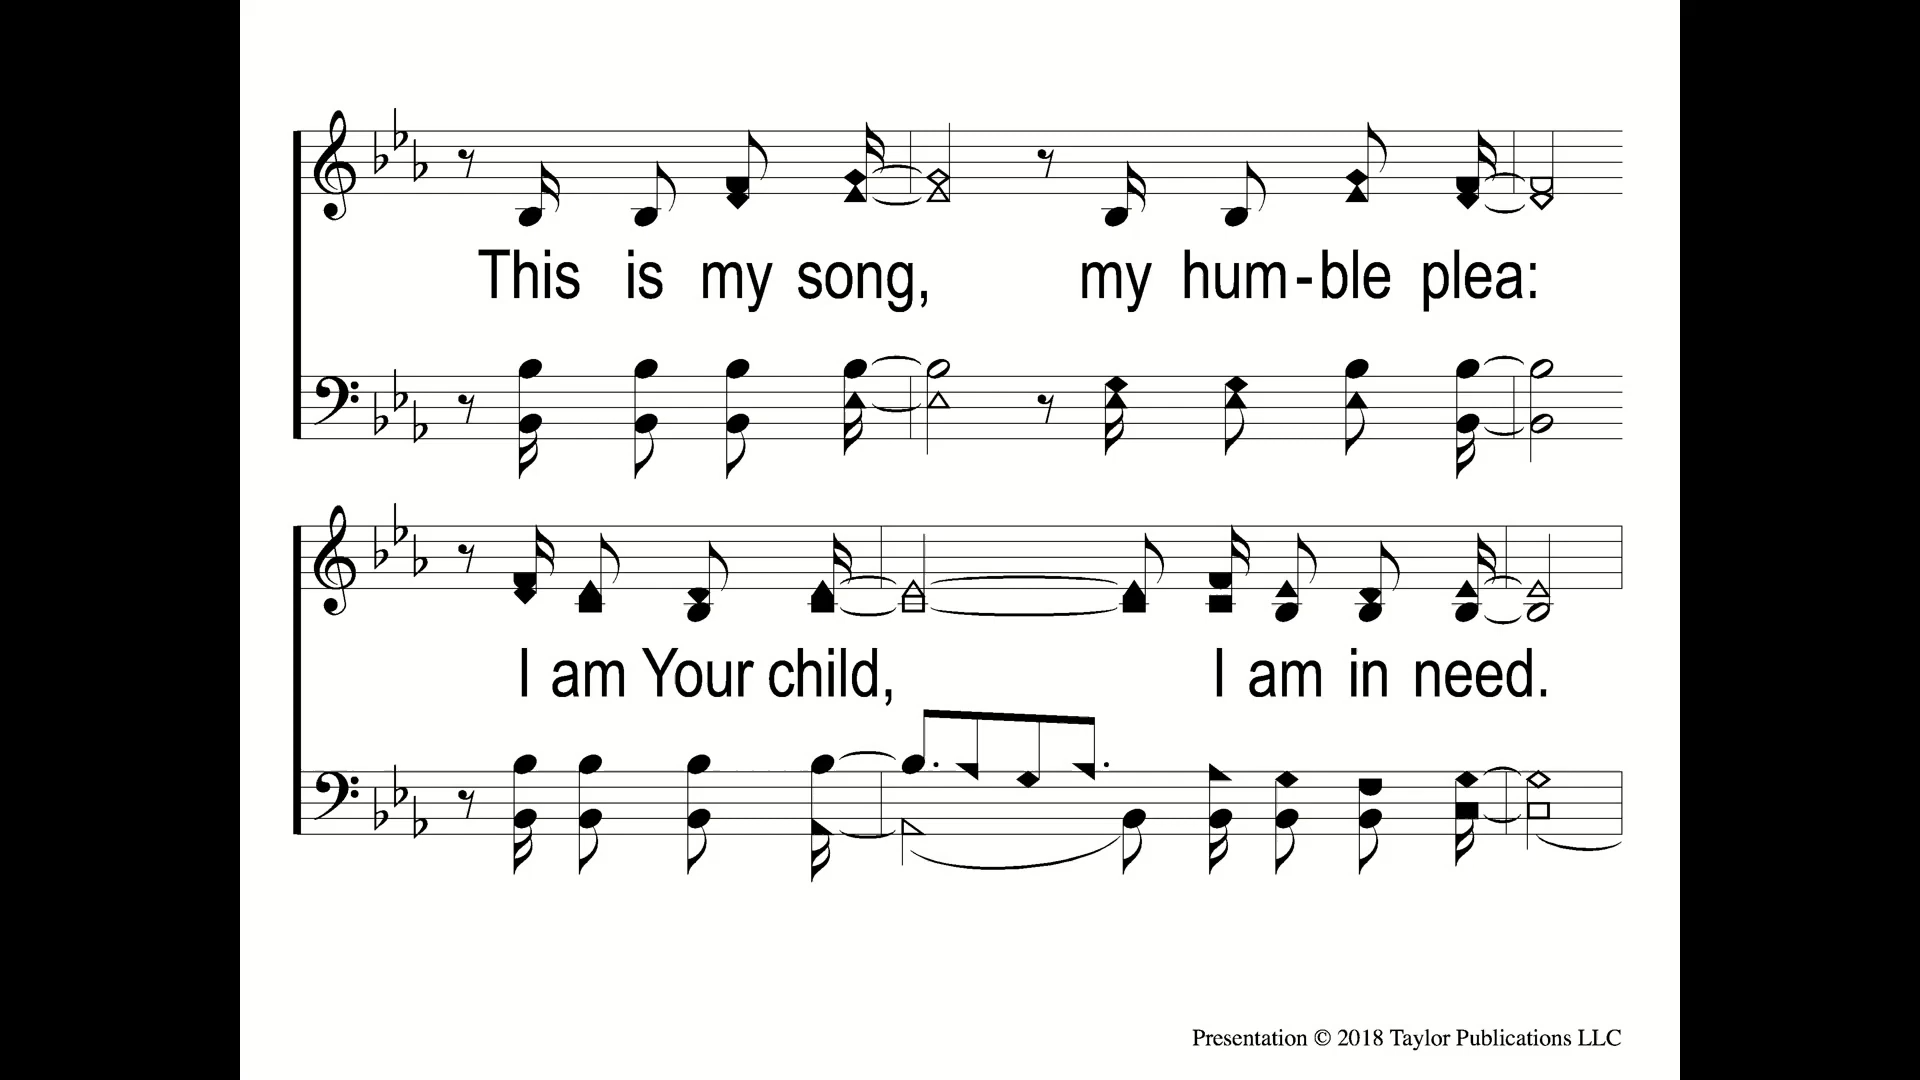 This is my song, my hum-ble plea:
I am Your child, I am in need.
Presentation © 2018 Taylor Publications LLC